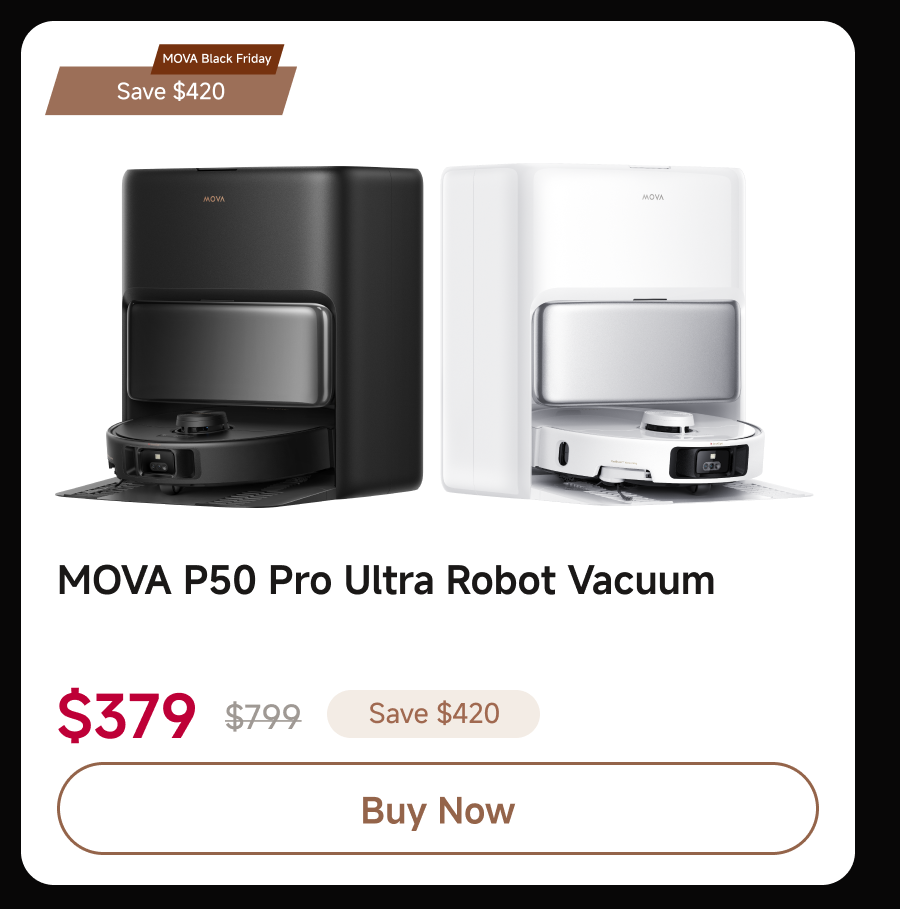 MOVA Black Friday
Save $420
MOVA
MOVA
MOVA P50 Pro Ultra Robot Vacuum
$379 $799 Save $420
Buy Now